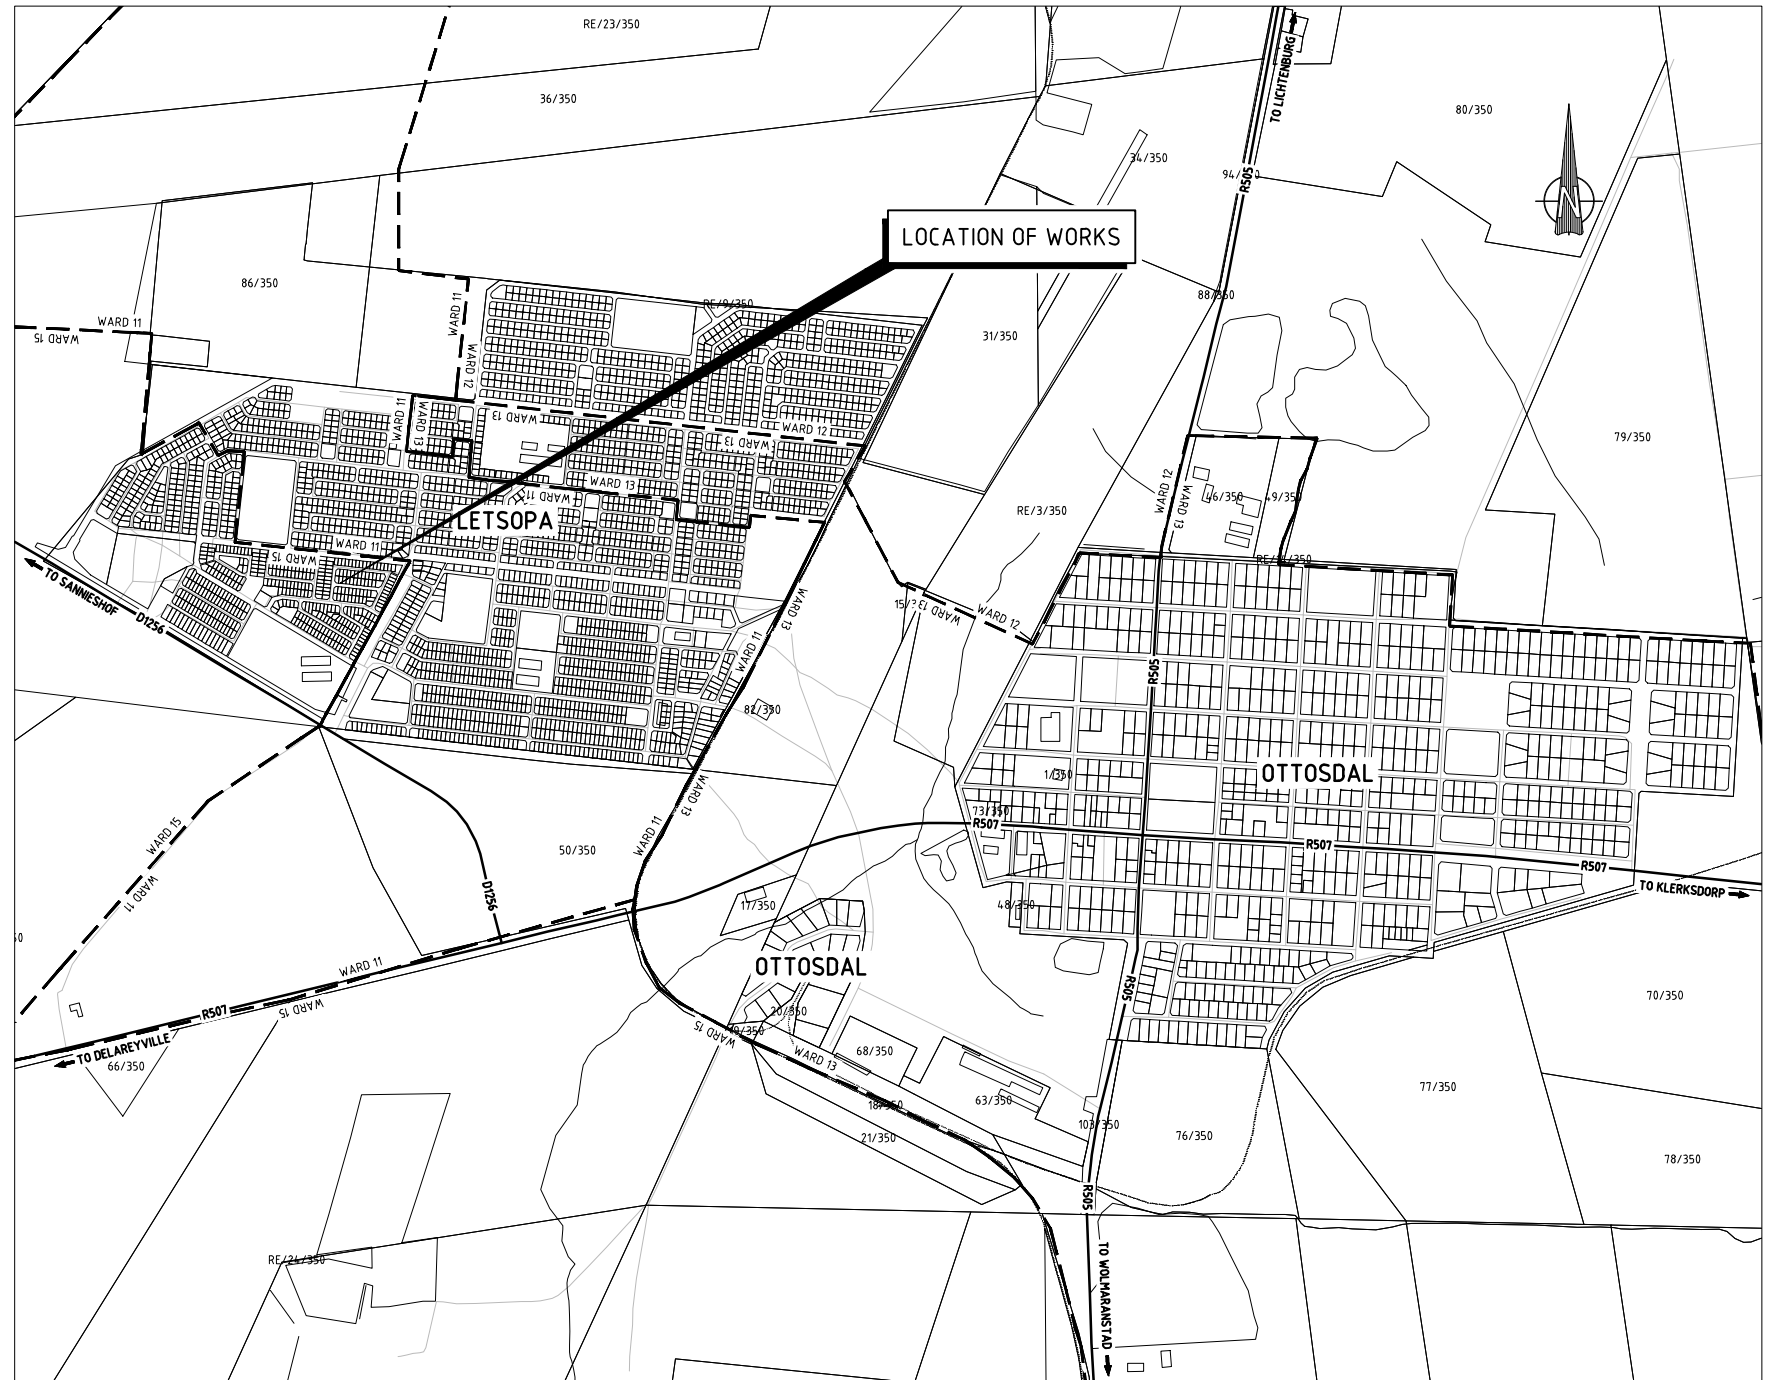 RE/23/350
36/350
TO LICHTENBURG
80/350
34/350
94/350
R505
N
LOCATION OF WORKS
86/350
88/350
RE/9/350
WARD 11
WARD 15
WARD 11
WARD 12
31/350
WARD 11
WARD 13
WARD 13
WARD 12
WARD 13
WARD 13
79/350
WARD 13
WARD 11
WARD 12
WARD 13
46/350
49/350
RE/3/350
LETSOPA
WARD 11
WARD 15
TO SANNIESHOF
D1256
WARD 13
WARD 11
WARD 12
WARD 13
R505
82/350
OTTOSDAL
1/350
73/350
R507
R507
R507
TO KLERKSDORP
WARD 13
WARD 11
WARD 15
WARD 11
50/350
D1256
17/350
48/350
OTTOSDAL
WARD 11
WARD 15
R507
TO DELAREYVILLE
66/350
R505
70/350
20/350
WARD 15
WARD 13
68/350
63/350
18/350
21/350
103/350
76/350
77/350
78/350
R505
RE/24/350
TO WOLMARANSTAD